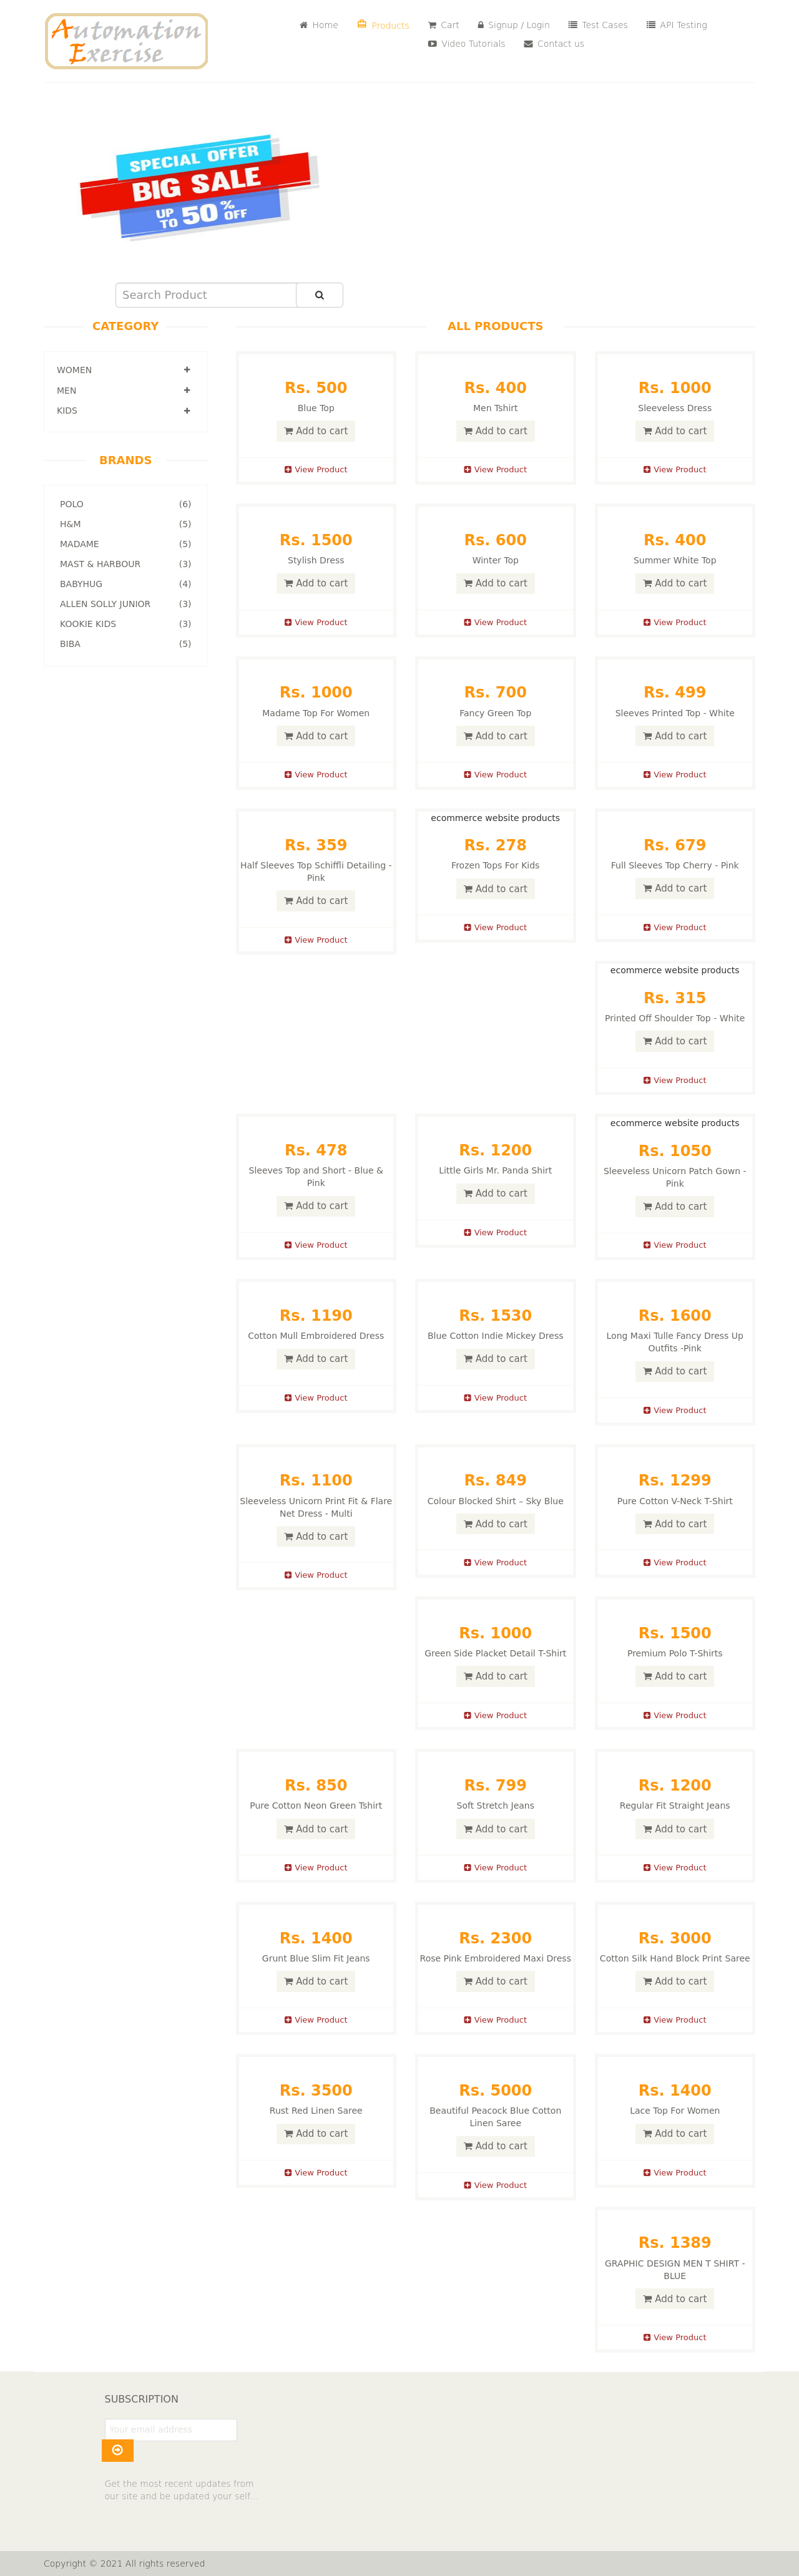 Automation
Exercise
Home
Products
Cart
Signup / Login
Test Cases
API Testing
Video Tutorials
Contact us
SPECIAL OFFER
BIG SALE
UP TO 50% OFF
Search Product
CATEGORY
WOMEN
MEN
KIDS
BRANDS
POLO (6)
H&M (5)
MADAME (5)
MAST & HARBOUR (3)
BABYHUG (4)
ALLEN SOLLY JUNIOR (3)
KOOKIE KIDS (3)
BIBA (5)
ALL PRODUCTS
Rs. 500
Blue Top
Add to cart
View Product
Rs. 400
Men Tshirt
Add to cart
View Product
Rs. 1000
Sleeveless Dress
Add to cart
View Product
Rs. 1500
Stylish Dress
Add to cart
View Product
Rs. 600
Winter Top
Add to cart
View Product
Rs. 400
Summer White Top
Add to cart
View Product
Rs. 1000
Madame Top For Women
Add to cart
View Product
Rs. 700
Fancy Green Top
Add to cart
View Product
Rs. 499
Sleeves Printed Top - White
Add to cart
View Product
Rs. 359
Half Sleeves Top Schiffli Detailing -
Pink
Add to cart
View Product
ecommerce website products
Rs. 278
Frozen Tops For Kids
Add to cart
View Product
Rs. 679
Full Sleeves Top Cherry - Pink
Add to cart
View Product
ecommerce website products
Rs. 315
Printed Off Shoulder Top - White
Add to cart
View Product
Rs. 478
Sleeves Top and Short - Blue &
Pink
Add to cart
View Product
Rs. 1200
Little Girls Mr. Panda Shirt
Add to cart
View Product
ecommerce website products
Rs. 1050
Sleeveless Unicorn Patch Gown -
Pink
Add to cart
View Product
Rs. 1190
Cotton Mull Embroidered Dress
Add to cart
View Product
Rs. 1530
Blue Cotton Indie Mickey Dress
Add to cart
View Product
Rs. 1600
Long Maxi Tulle Fancy Dress Up
Outfits -Pink
Add to cart
View Product
Rs. 1100
Sleeveless Unicorn Print Fit & Flare
Net Dress - Multi
Add to cart
View Product
Rs. 849
Colour Blocked Shirt – Sky Blue
Add to cart
View Product
Rs. 1299
Pure Cotton V-Neck T-Shirt
Add to cart
View Product
Rs. 1000
Green Side Placket Detail T-Shirt
Add to cart
View Product
Rs. 1500
Premium Polo T-Shirts
Add to cart
View Product
Rs. 850
Pure Cotton Neon Green Tshirt
Add to cart
View Product
Rs. 799
Soft Stretch Jeans
Add to cart
View Product
Rs. 1200
Regular Fit Straight Jeans
Add to cart
View Product
Rs. 1400
Grunt Blue Slim Fit Jeans
Add to cart
View Product
Rs. 2300
Rose Pink Embroidered Maxi Dress
Add to cart
View Product
Rs. 3000
Cotton Silk Hand Block Print Saree
Add to cart
View Product
Rs. 3500
Rust Red Linen Saree
Add to cart
View Product
Rs. 5000
Beautiful Peacock Blue Cotton
Linen Saree
Add to cart
View Product
Rs. 1400
Lace Top For Women
Add to cart
View Product
Rs. 1389
GRAPHIC DESIGN MEN T SHIRT -
BLUE
Add to cart
View Product
SUBSCRIPTION
Your email address
Get the most recent updates from
our site and be updated your self...
Copyright © 2021 All rights reserved